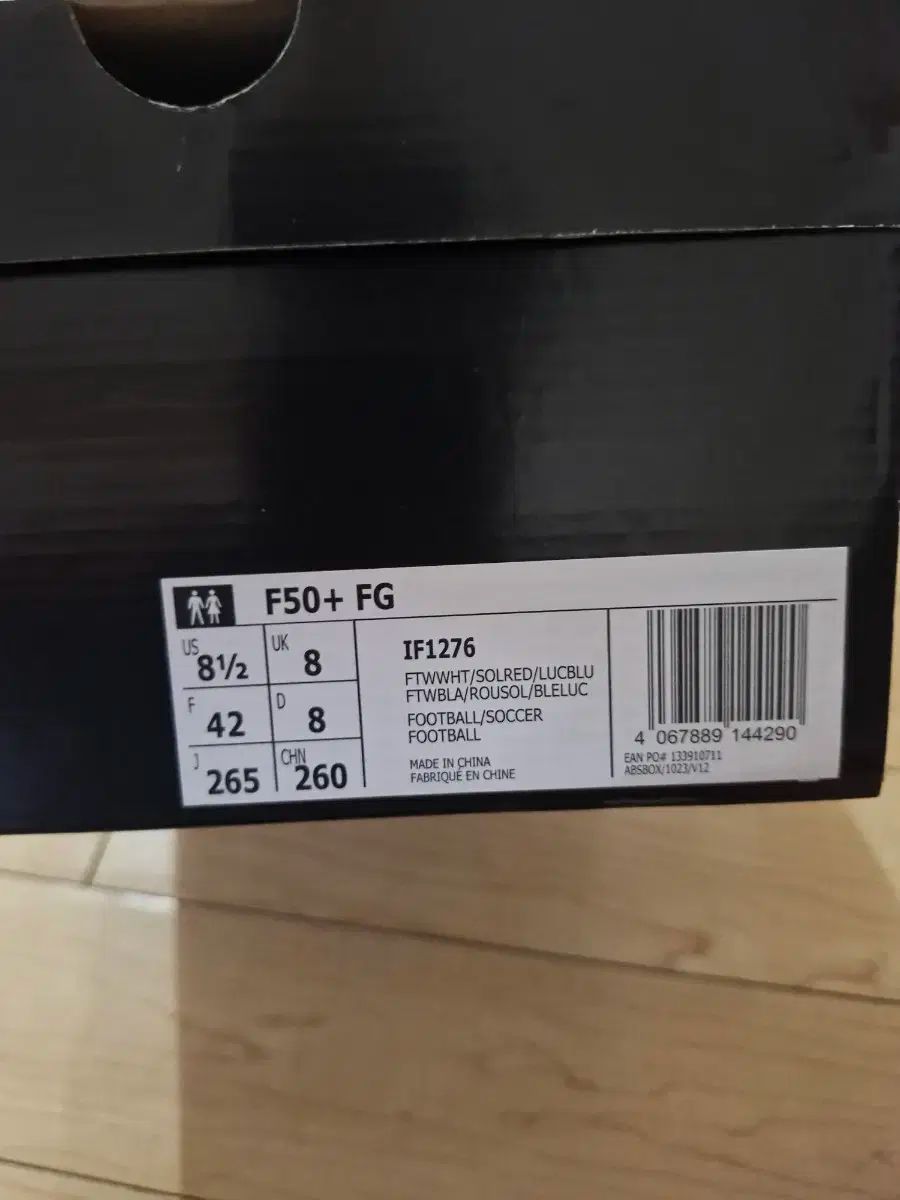 F50+ FG
US 8½ UK 8
F 42 D 8
J 265 CHN 260
IF1276
FTWWHT/SOLRED/LUCBLU
FTWBLA/ROUSOL/BLELUC
FOOTBALL/SOCCER
FOOTBALL
MADE IN CHINA
FABRIQUÉ EN CHINE
4 067889 144290
EAN PO# 133910711
ABSBOX/1023/V12